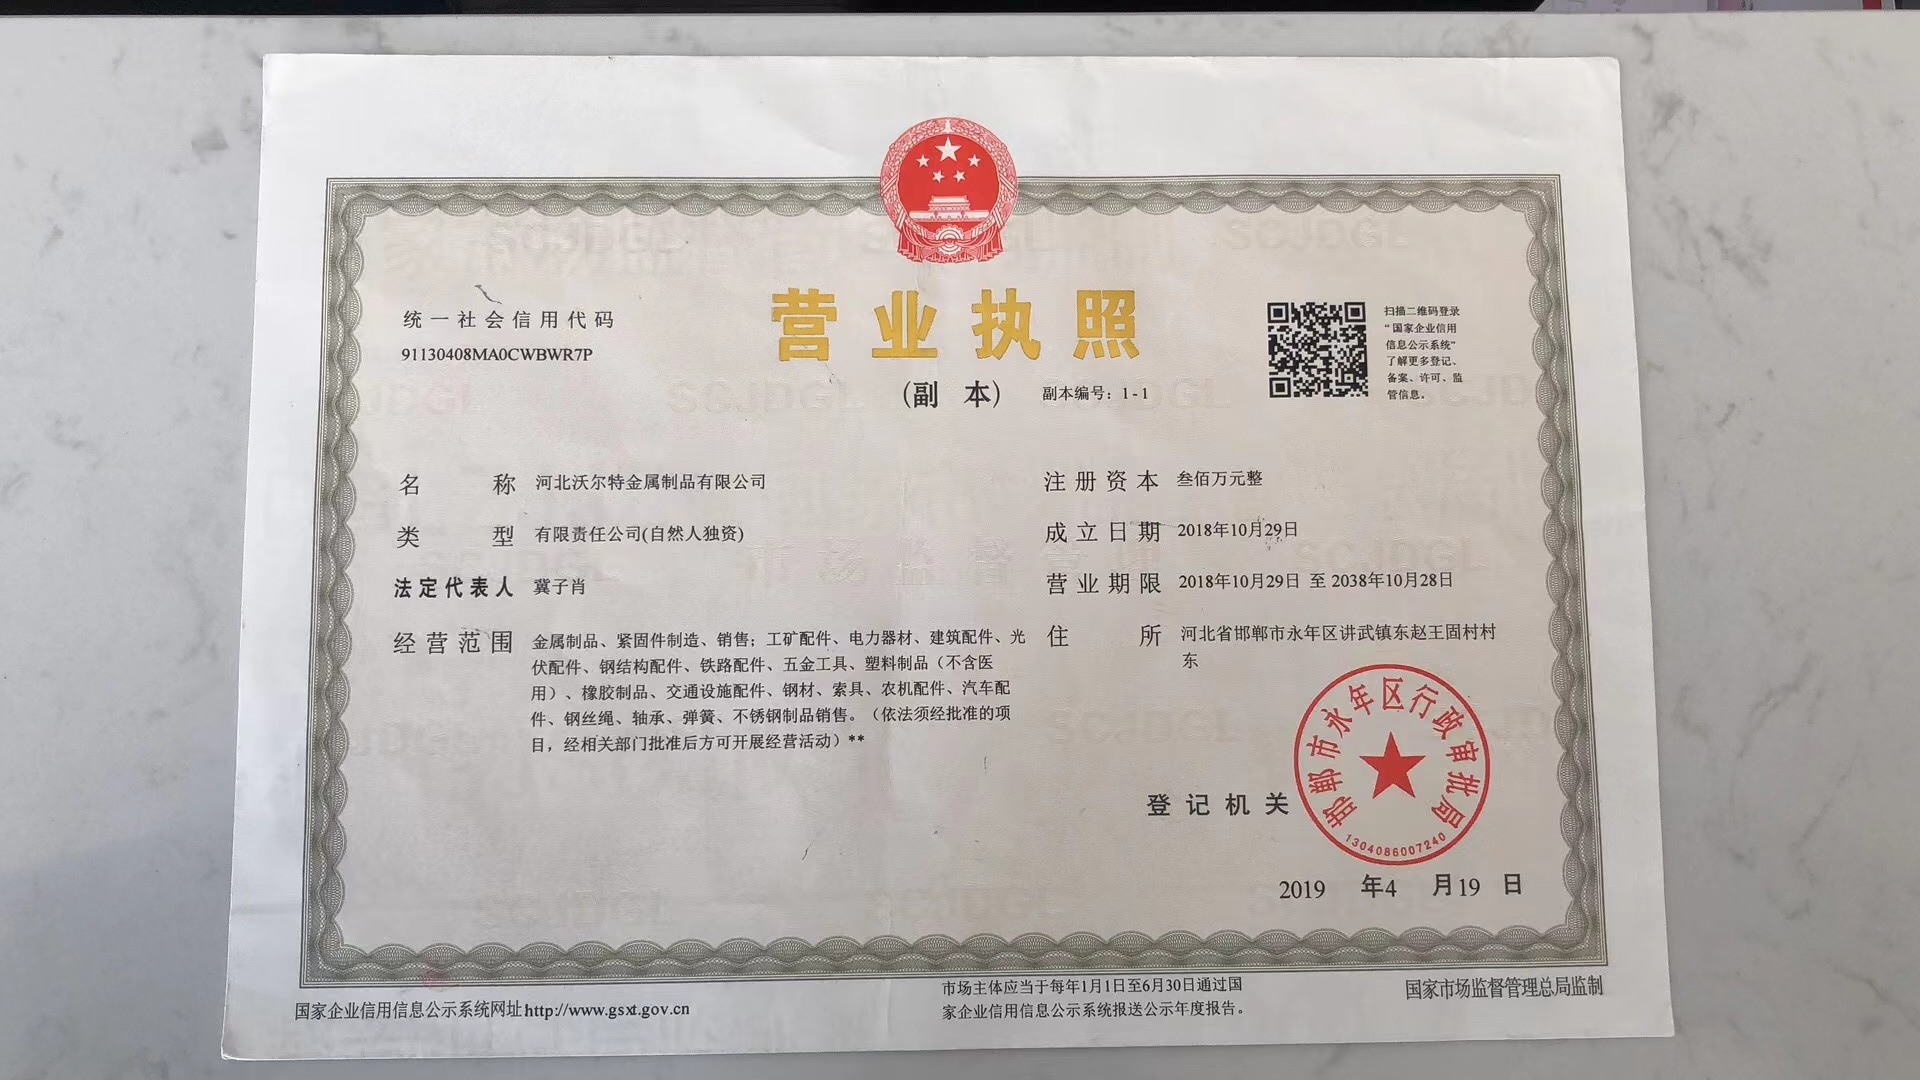 统一社会信用代码
91130408MA0CWBWR7P
营业执照
(副 本) 副本编号：1-1
扫描二维码登录
“国家企业信用
信息公示系统”
了解更多登记、
备案、许可、监
管信息。
名 称 河北沃尔特金属制品有限公司
类 型 有限责任公司(自然人独资)
法定代表人 冀子肖
经营范围 金属制品、紧固件制造、销售；工矿配件、电力器材、建筑配件、光
伏配件、钢结构配件、铁路配件、五金工具、塑料制品（不含医
用）、橡胶制品、交通设施配件、钢材、索具、农机配件、汽车配
件、钢丝绳、轴承、弹簧、不锈钢制品销售。（依法须经批准的项
目，经相关部门批准后方可开展经营活动）**
注册资本 叁佰万元整
成立日期 2018年10月29日
营业期限 2018年10月29日 至 2038年10月28日
住 所 河北省邯郸市永年区讲武镇东赵王固村村
东
登记机关
邯郸市永年区行政审批局
1304086007240
2019 年4 月19 日
国家企业信用信息公示系统网址http://www.gsxt.gov.cn
市场主体应当于每年1月1日至6月30日通过国
家企业信用信息公示系统报送公示年度报告。
国家市场监督管理总局监制